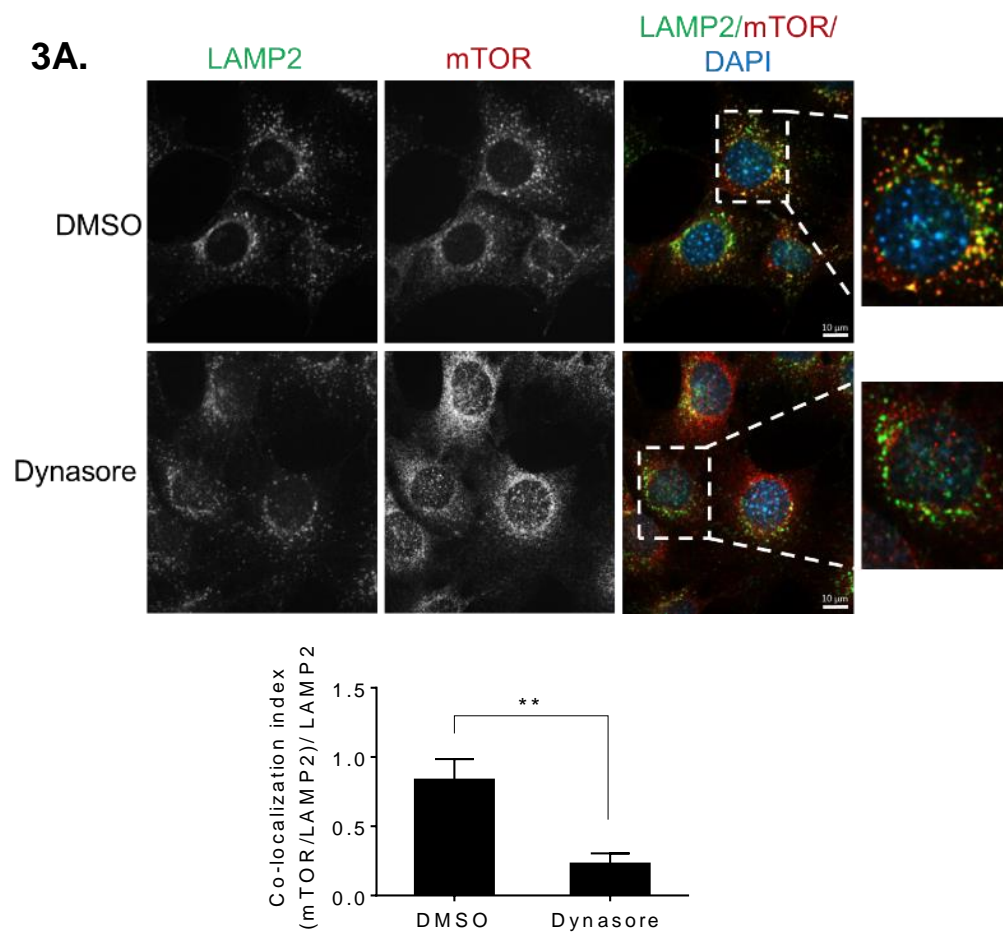 3A.
LAMP2
mTOR
LAMP2/mTOR/
DAPI
DMSO
10 µm
Dynasore
10 µm
Co-localization index
(mTOR/LAMP2)/ LAMP2
1.5
1.0
0.5
0.0
**
DMSO
Dynasore